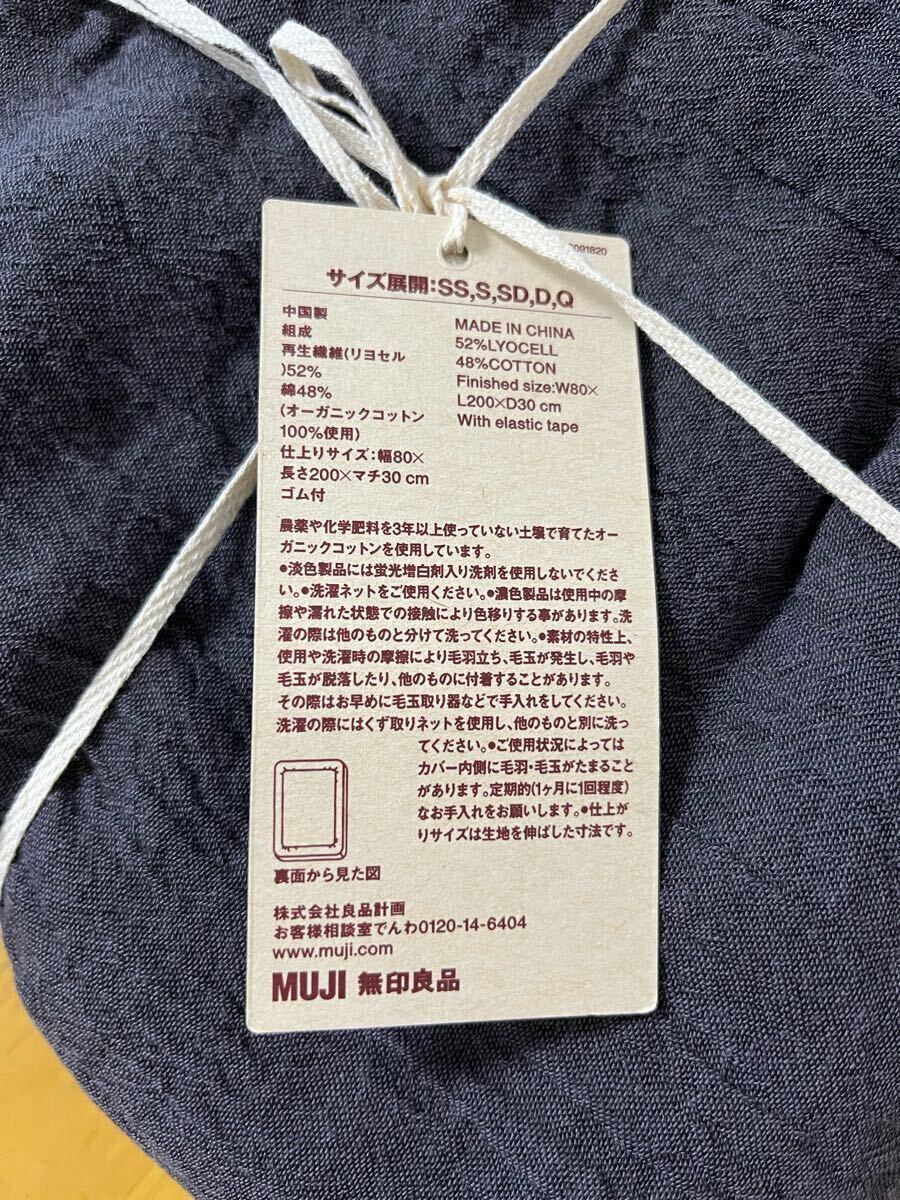 091820
サイズ展開:SS,S,SD,D,Q
中国製
組成
再生繊維(リヨセル
)52%
綿48%
(オーガニックコットン
100%使用)
仕上りサイズ:幅80×
長さ200×マチ30 cm
ゴム付
MADE IN CHINA
52%LYOCELL
48%COTTON
Finished size:W80×
L200×D30 cm
With elastic tape
農薬や化学肥料を3年以上使っていない土壌で育てたオー
ガニックコットンを使用しています。
●淡色製品には蛍光増白剤入り洗剤を使用しないでくださ
い。●洗濯ネットをご使用ください。●濃色製品は使用中の摩
擦や濡れた状態での接触により色移りする事があります。洗
濯の際は他のものと分けて洗ってください。●素材の特性上、
使用や洗濯時の摩擦により毛羽立ち、毛玉が発生し、毛羽や
毛玉が脱落したり、他のものに付着することがあります。
その際はお早めに毛玉取り器などで手入れをしてください。
洗濯の際にはくず取りネットを使用し、他のものと別に洗っ
てください。●ご使用状況によっては
カバー内側に毛羽・毛玉がたまること
があります。定期的(1ヶ月に1回程度)
なお手入れをお願いします。●仕上が
りサイズは生地を伸ばした寸法です。
裏面から見た図
株式会社良品計画
お客様相談室でんわ0120-14-6404
www.muji.com
MUJI 無印良品